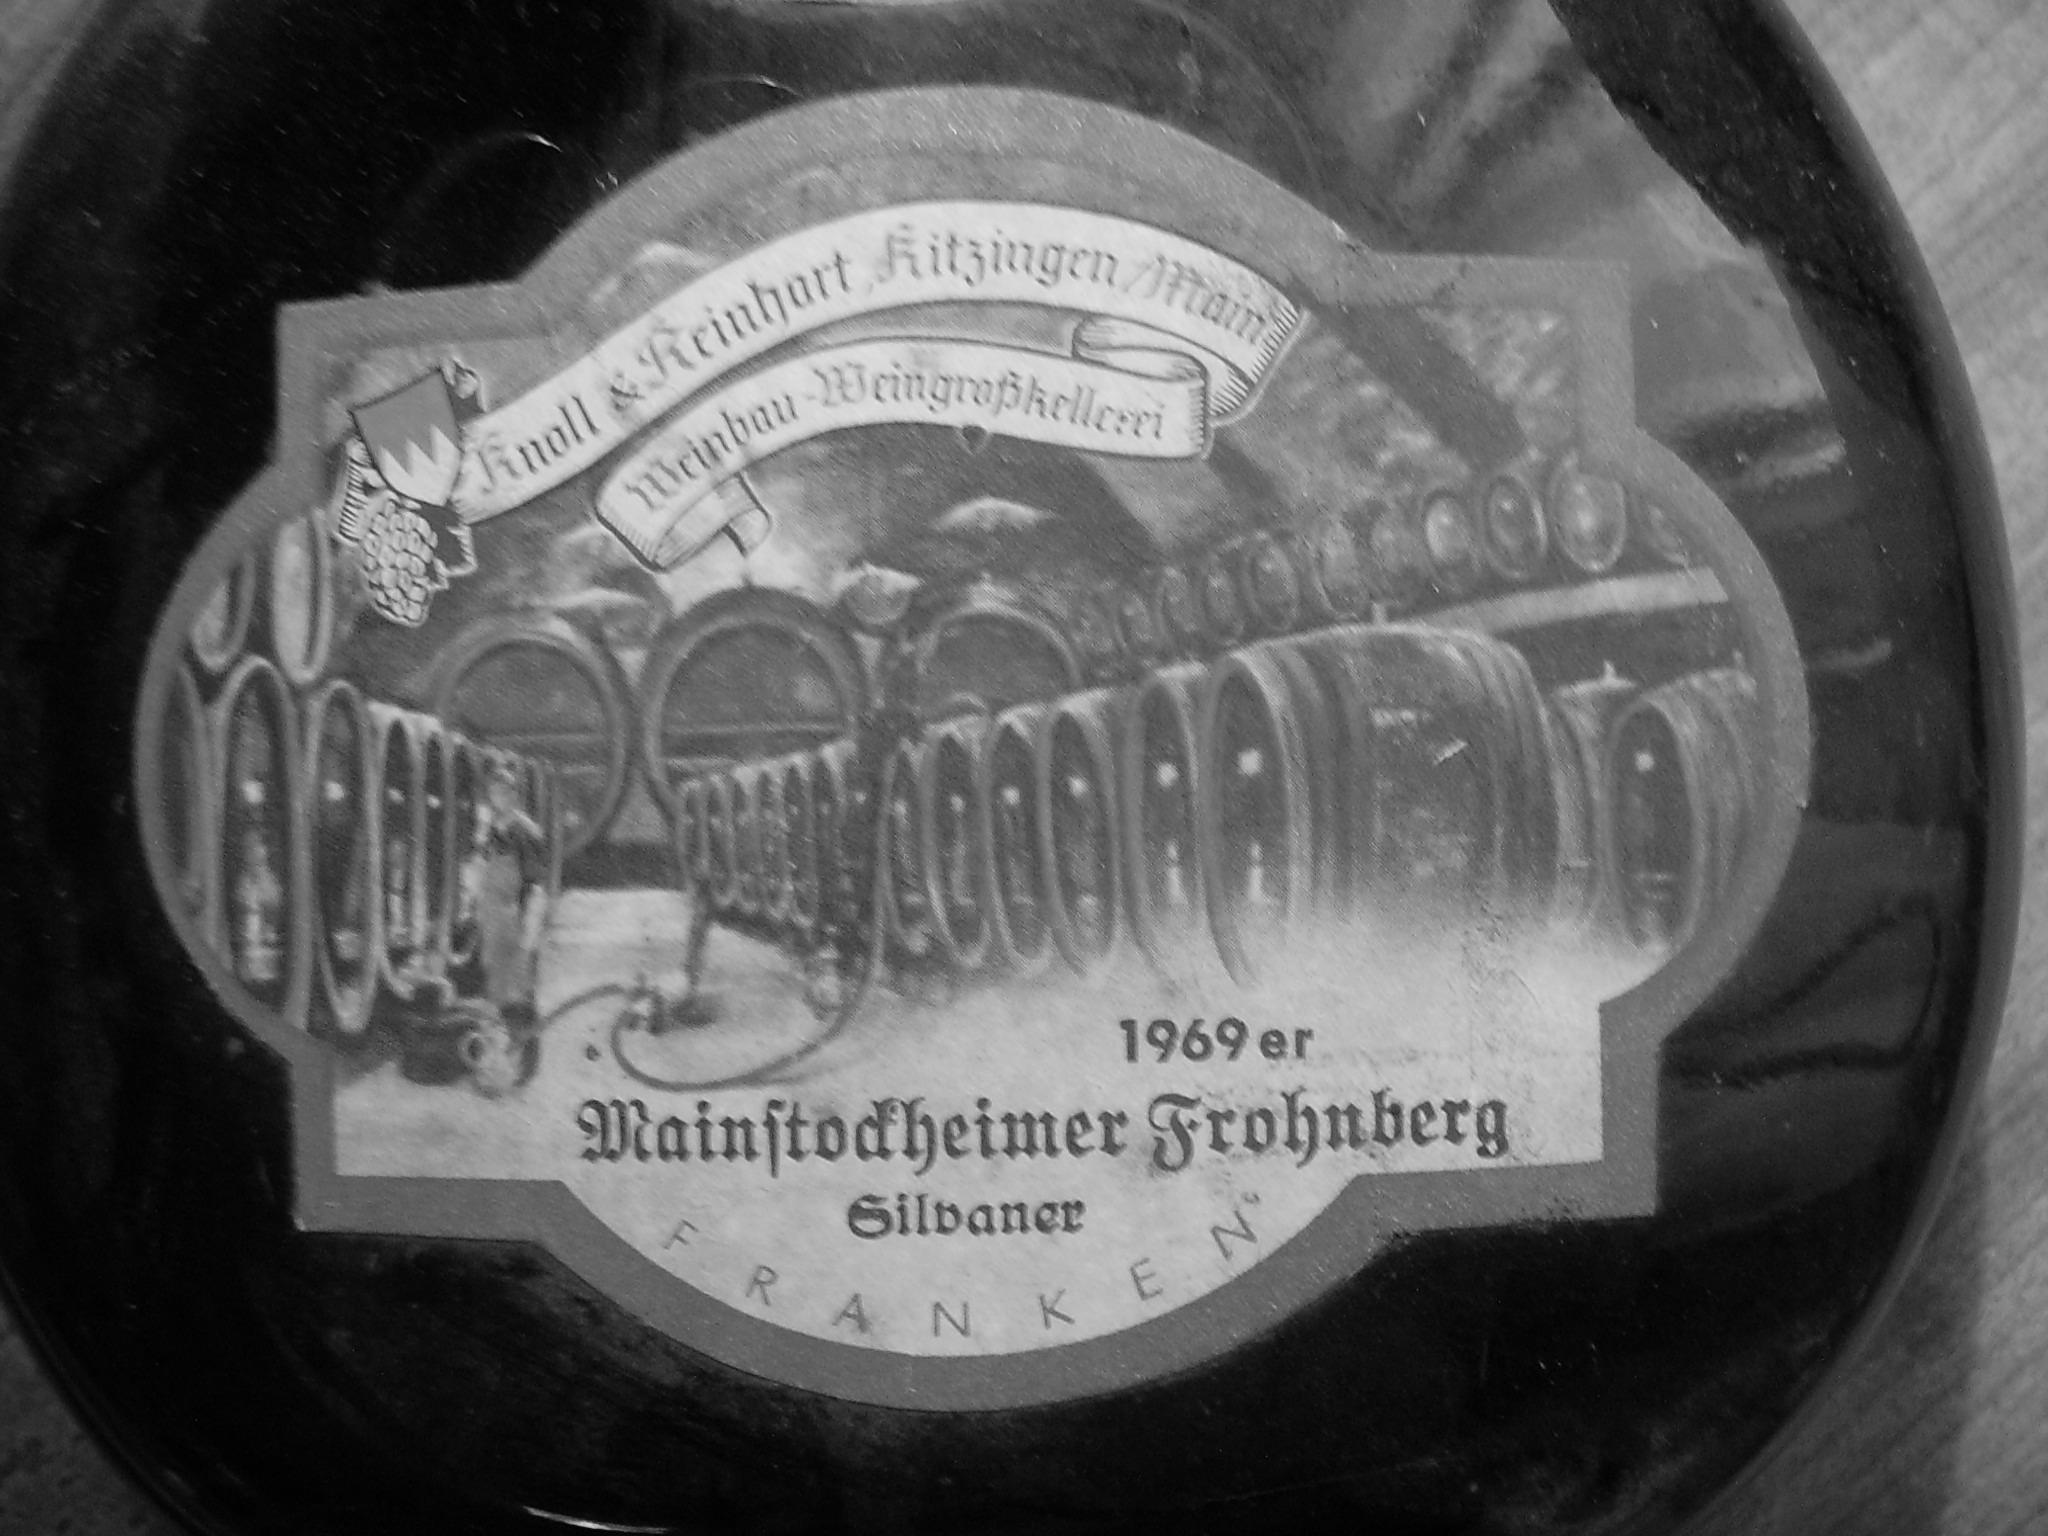 Knoll & Reinhart, Kitzingen/Main
Weinbau-Weingroßkellerei
1969er
Mainſtockheimer Frohnberg
Silvaner
FRANKEN